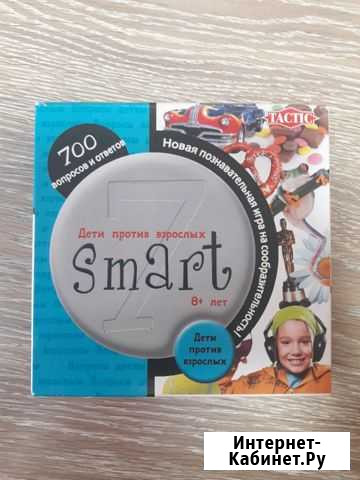 700
вопросов и ответов
TACTIC
Новая познавательная игра на сообразительность!
Дети против взрослых
7
Smart
8+ лет
Дети
против
взрослых
Интернет-
Кабинет.Ру